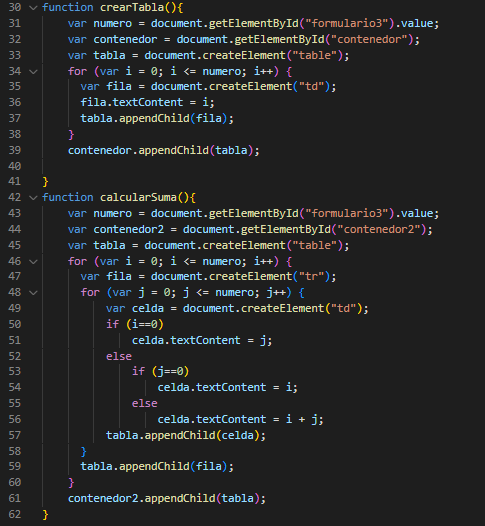 30 function crearTabla(){
31     var numero = document.getElementById("formulario3").value;
32     var contenedor = document.getElementById("contenedor");
33     var tabla = document.createElement("table");
34     for (var i = 0; i <= numero; i++) {
35       var fila = document.createElement("td");
36       fila.textContent = i;
37       tabla.appendChild(fila);
38     }
39     contenedor.appendChild(tabla);
40
41 }
42 function calcularSuma(){
43     var numero = document.getElementById("formulario3").value;
44     var contenedor2 = document.getElementById("contenedor2");
45     var tabla = document.createElement("table");
46     for (var i = 0; i <= numero; i++) {
47       var fila = document.createElement("tr");
48       for (var j = 0; j <= numero; j++) {
49           var celda = document.createElement("td");
50           if (i==0)
51               celda.textContent = j;
52           else
53               if (j==0)
54                   celda.textContent = i;
55               else
56                   celda.textContent = i + j;
57           tabla.appendChild(celda);
58       }
59       tabla.appendChild(fila);
60     }
61     contenedor2.appendChild(tabla);
62 }